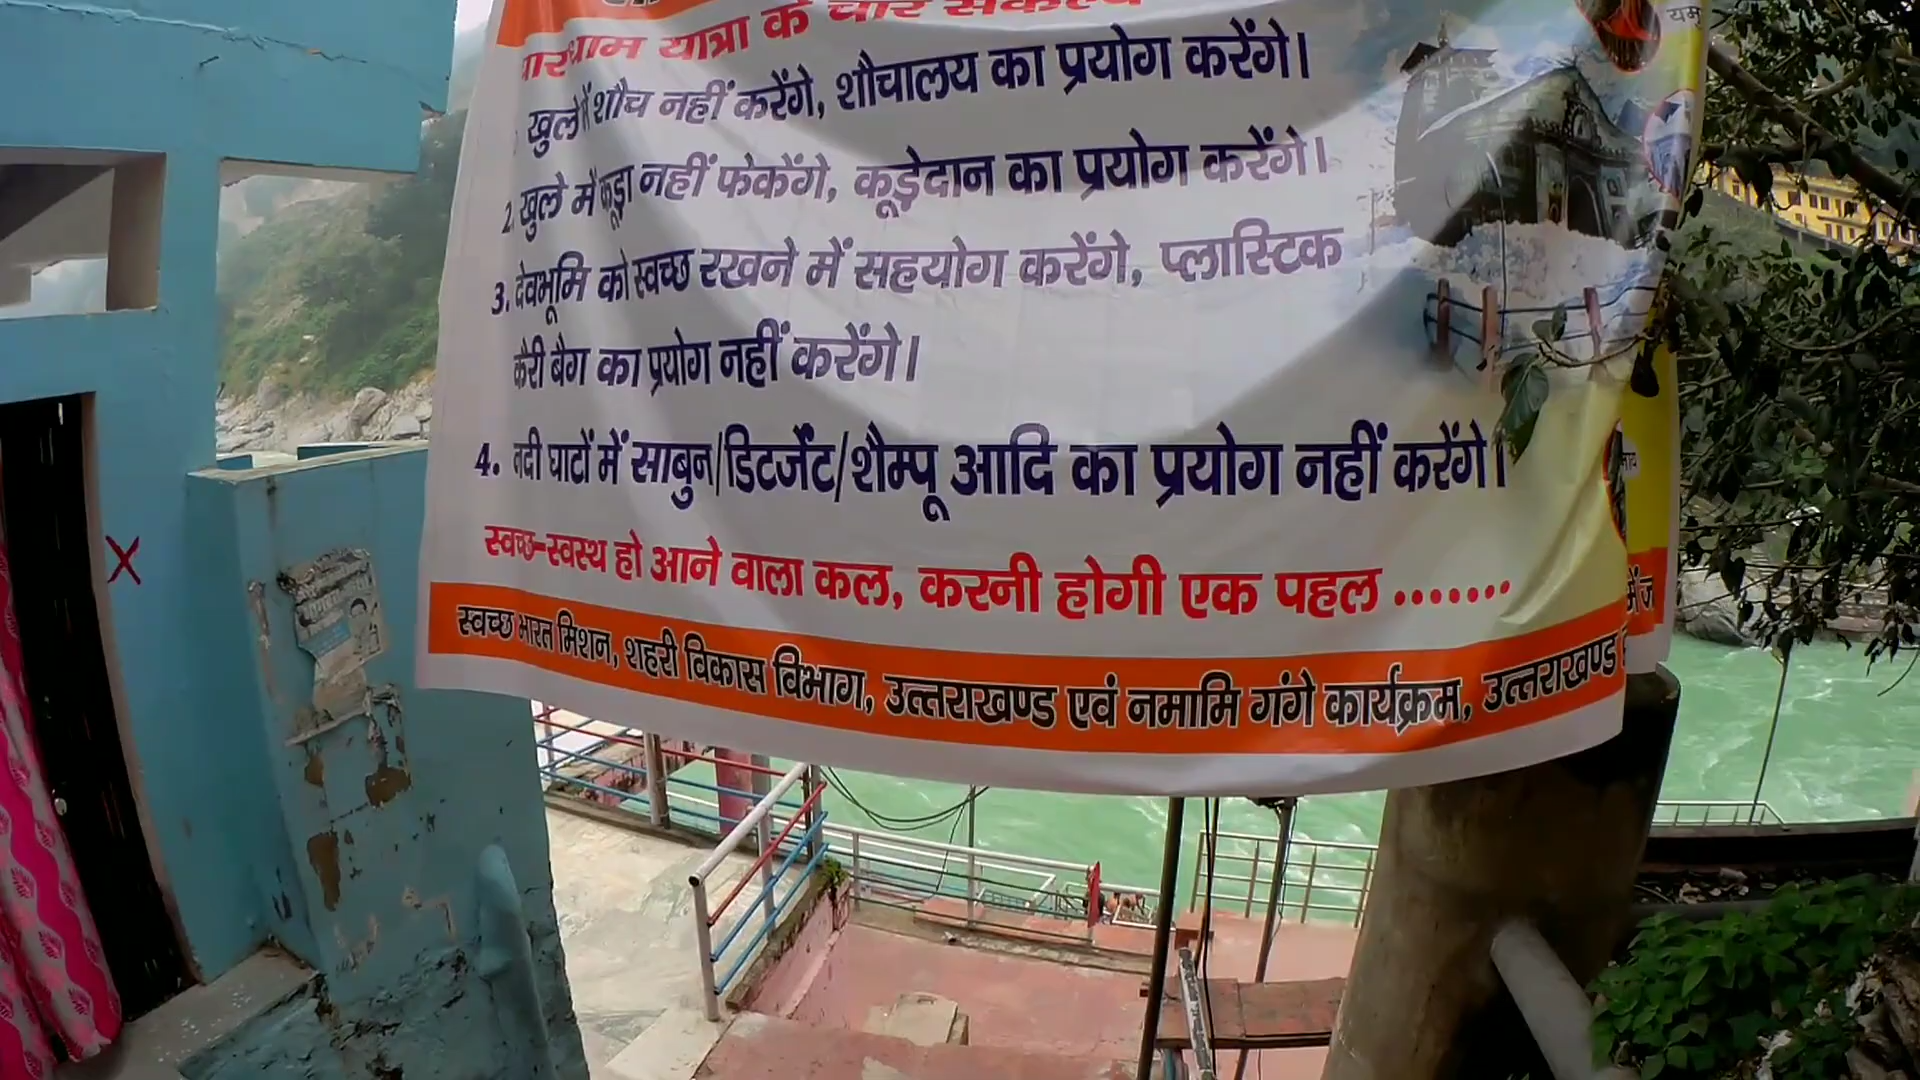 चारधाम यात्रा के चार संकल्प
खुले में शौच नहीं करेंगे, शौचालय का प्रयोग करेंगे।
2. खुले में कूड़ा नहीं फेकेंगे, कूड़ेदान का प्रयोग करेंगे।
3. देवभूमि को स्वच्छ रखने में सहयोग करेंगे, प्लास्टिक
कैरी बैग का प्रयोग नहीं करेंगे।
4. नदी घाटों में साबुन/डिटर्जेंट/शैम्पू आदि का प्रयोग नहीं करेंगे।
स्वच्छ-स्वस्थ हो आने वाला कल, करनी होगी एक पहल .......
स्वच्छ भारत मिशन, शहरी विकास विभाग, उत्तराखण्ड एवं नमामि गंगे कार्यक्रम, उत्तराखण्ड